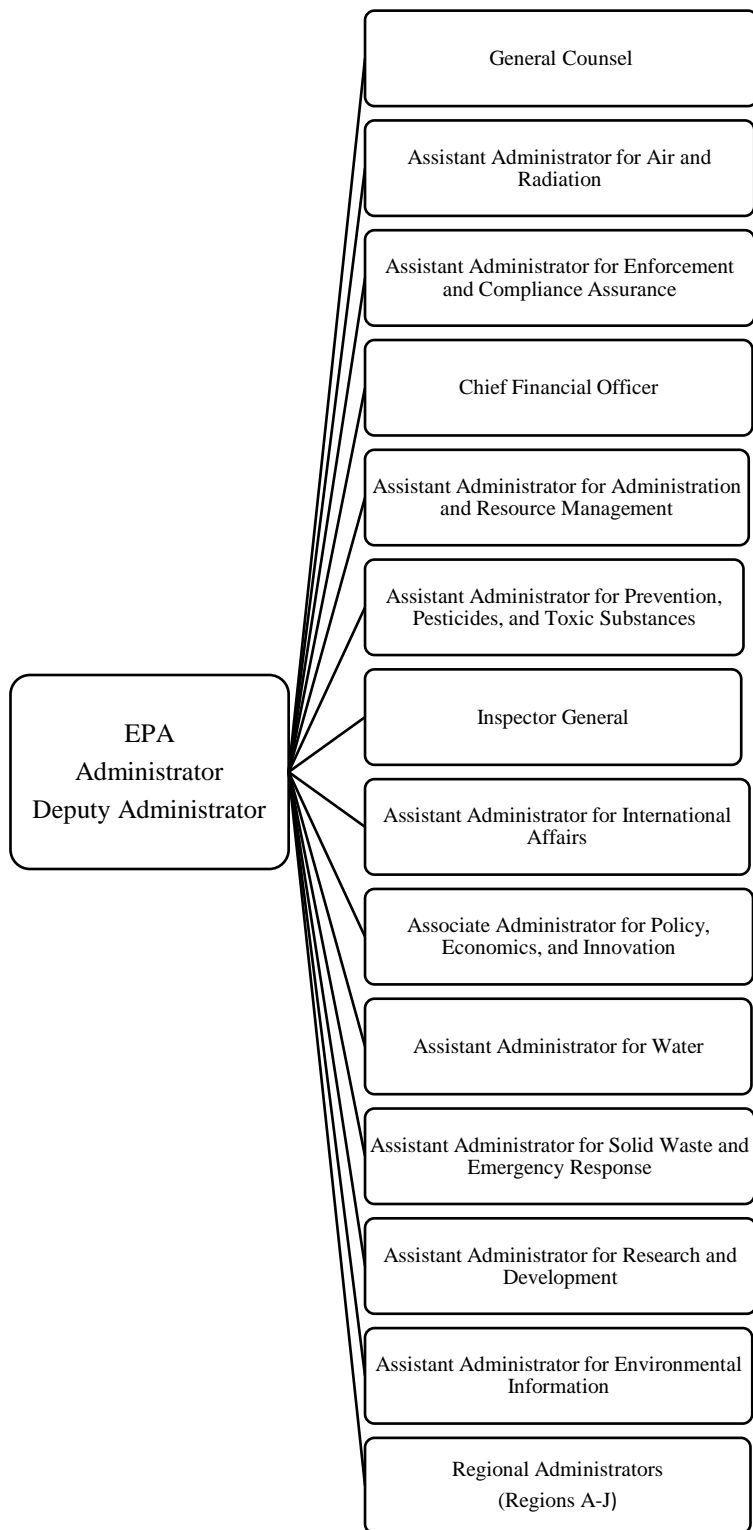 General Counsel
Assistant Administrator for Air and
Radiation
Assistant Administrator for Enforcement
and Compliance Assurance
Chief Financial Officer
Assistant Administrator for Administration
and Resource Management
Assistant Administrator for Prevention,
Pesticides, and Toxic Substances
EPA
Administrator
Deputy Administrator
Inspector General
Assistant Administrator for International
Affairs
Associate Administrator for Policy,
Economics, and Innovation
Assistant Administrator for Water
Assistant Administrator for Solid Waste and
Emergency Response
Assistant Administrator for Research and
Development
Assistant Administrator for Environmental
Information
Regional Administrators
(Regions A-J)